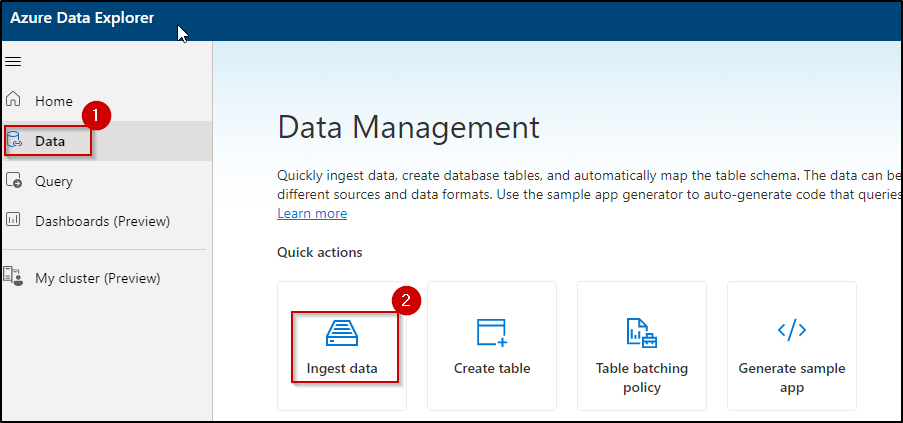 Azure Data Explorer
Home
1
Data
Query
Dashboards (Preview)
My cluster (Preview)
Data Management
Quickly ingest data, create database tables, and automatically map the table schema. The data can be
different sources and data formats. Use the sample app generator to auto-generate code that queries
Learn more
Quick actions
2
Ingest data
Create table
Table batching
policy
Generate sample
app